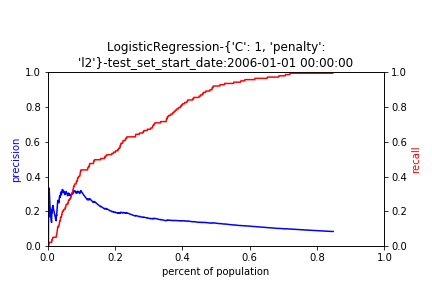 LogisticRegression-{'C': 1, 'penalty':
'l2'}-test_set_start_date:2006-01-01 00:00:00
1.0
0.8
0.6
0.4
0.2
0.0
precision
1.0
0.8
0.6
0.4
0.2
0.0
recall
0.0 0.2 0.4 0.6 0.8 1.0
percent of population